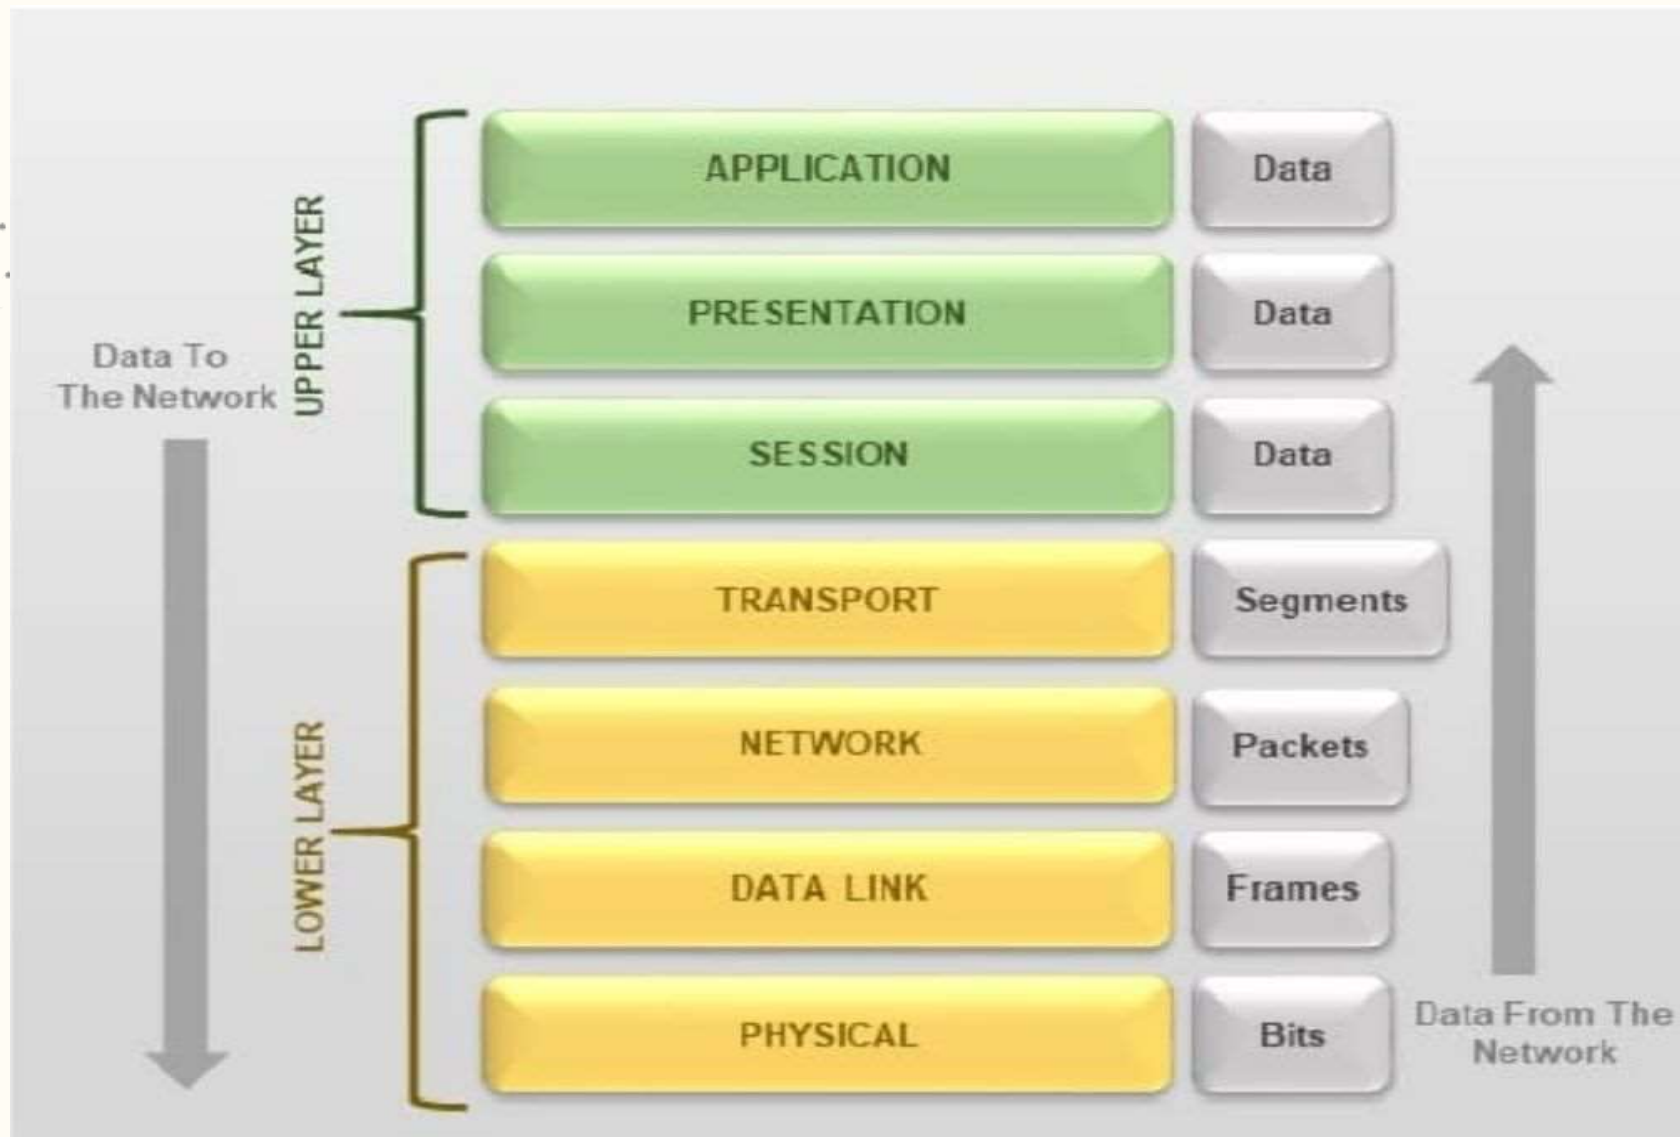 UPPER LAYER
APPLICATION
Data
PRESENTATION
Data
SESSION
Data
Data To
The Network
LOWER LAYER
TRANSPORT
Segments
NETWORK
Packets
DATA LINK
Frames
PHYSICAL
Bits
Data From The
Network